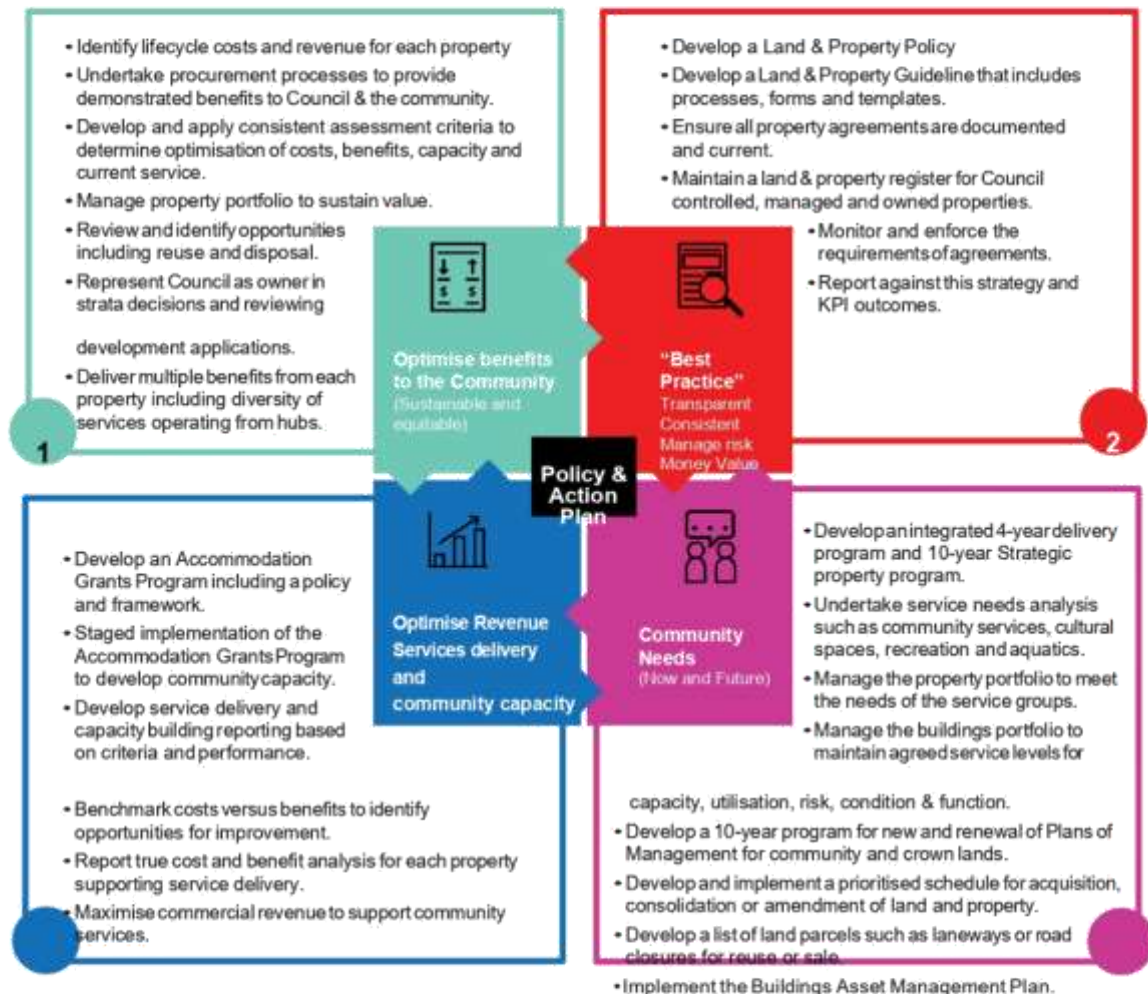 • Identify lifecycle costs and revenue for each property
• Undertake procurement processes to provide
demonstrated benefits to Council & the community.
• Develop and apply consistent assessment criteria to
determine optimisation of costs, benefits, capacity and
current service.
• Manage property portfolio to sustain value.
• Review and identify opportunities
including reuse and disposal.
• Represent Council as owner in
strata decisions and reviewing
development applications.
• Deliver multiple benefits from each
property including diversity of
services operating from hubs.
1
Optimise benefits
to the Community
(Sustainable and
equitable)
• Develop a Land & Property Policy
• Develop a Land & Property Guideline that includes
processes, forms and templates.
• Ensure all property agreements are documented
and current.
• Maintain a land & property register for Council
controlled, managed and owned properties.
• Monitor and enforce the
requirements of agreements.
• Report against this strategy and
KPI outcomes.
2
"Best
Practice"
Transparent
Consistent
Manage risk
Money Value
Policy &
Action
Plan
• Develop an Accommodation
Grants Program including a policy
and framework.
• Staged implementation of the
Accommodation Grants Program
to develop community capacity.
• Develop service delivery and
capacity building reporting based
on criteria and performance.
• Benchmark costs versus benefits to identify
opportunities for improvement.
• Report true cost and benefit analysis for each property
supporting service delivery.
• Maximise commercial revenue to support community
services.
Optimise Revenue
Services delivery
and
community capacity
Community
Needs
(Now and Future)
• Develop an integrated 4-year delivery
program and 10-year Strategic
property program.
• Undertake service needs analysis
such as community services, cultural
spaces, recreation and aquatics.
• Manage the property portfolio to meet
the needs of the service groups.
• Manage the buildings portfolio to
maintain agreed service levels for
capacity, utilisation, risk, condition & function.
• Develop a 10-year program for new and renewal of Plans of
Management for community and crown lands.
• Develop and implement a prioritised schedule for acquisition,
consolidation or amendment of land and property.
• Develop a list of land parcels such as laneways or road
closures for reuse or sale.
• Implement the Buildings Asset Management Plan.